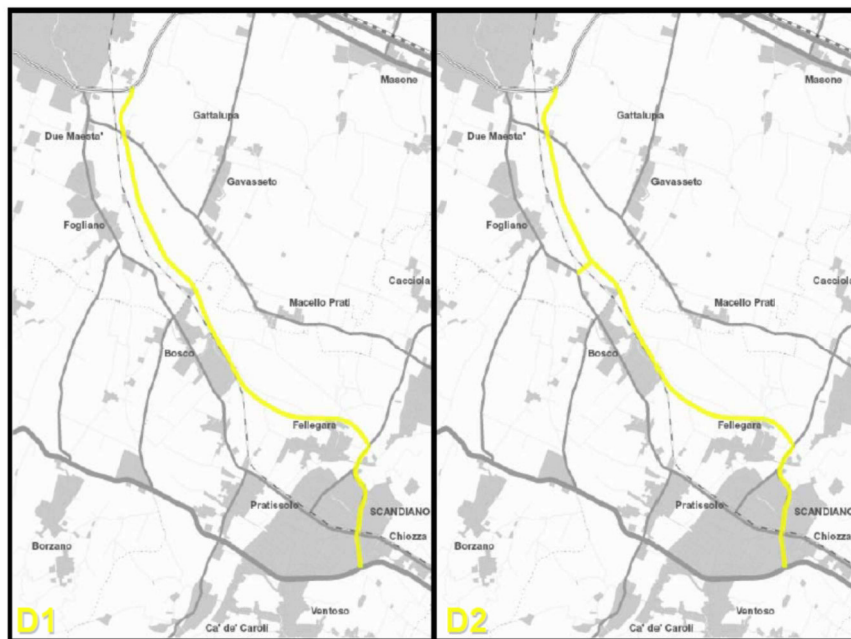 Masone
Gattalupa
Due Maesta'
Gavasseto
Fogliano
Cacciola
Macello Prati
Bosco
Fellegara
Pratissolo
SCANDIANO
Chiozza
Borzano
Ventoso
Ca' de' Caroli
D1
Masone
Gattalupa
Due Maesta'
Gavasseto
Fogliano
Cacciola
Macello Prati
Bosco
Fellegara
Pratissolo
SCANDIANO
Chiozza
Borzano
Ventoso
Ca' de' Caroli
D2